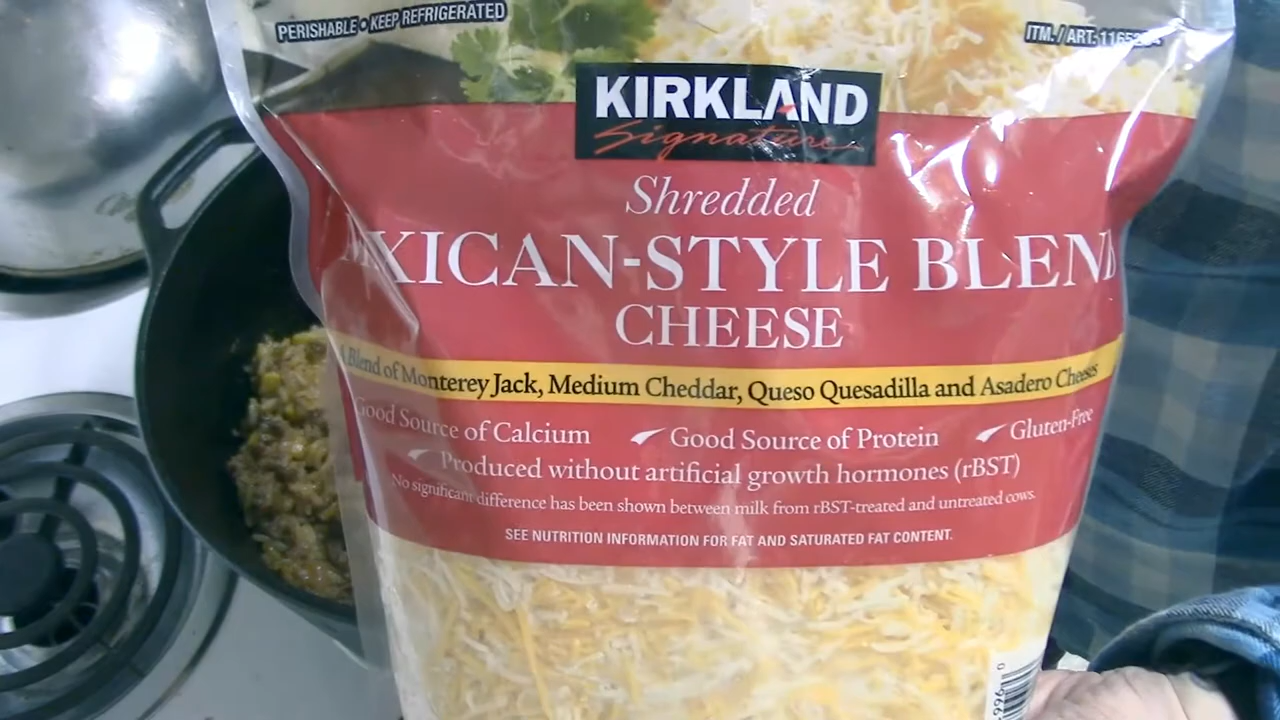 PERISHABLE • KEEP REFRIGERATED
ITM. / ART.
KIRKLAND
Signature
Shredded
XICAN-STYLE BLEND
CHEESE
A Blend of Monterey Jack, Medium Cheddar, Queso Quesadilla and Asadero Cheeses
Good Source of Calcium
Good Source of Protein
Gluten-Free
Produced without artificial growth hormones (rBST)
No significant difference has been shown between milk from rBST-treated and untreated cows.
SEE NUTRITION INFORMATION FOR FAT AND SATURATED FAT CONTENT.